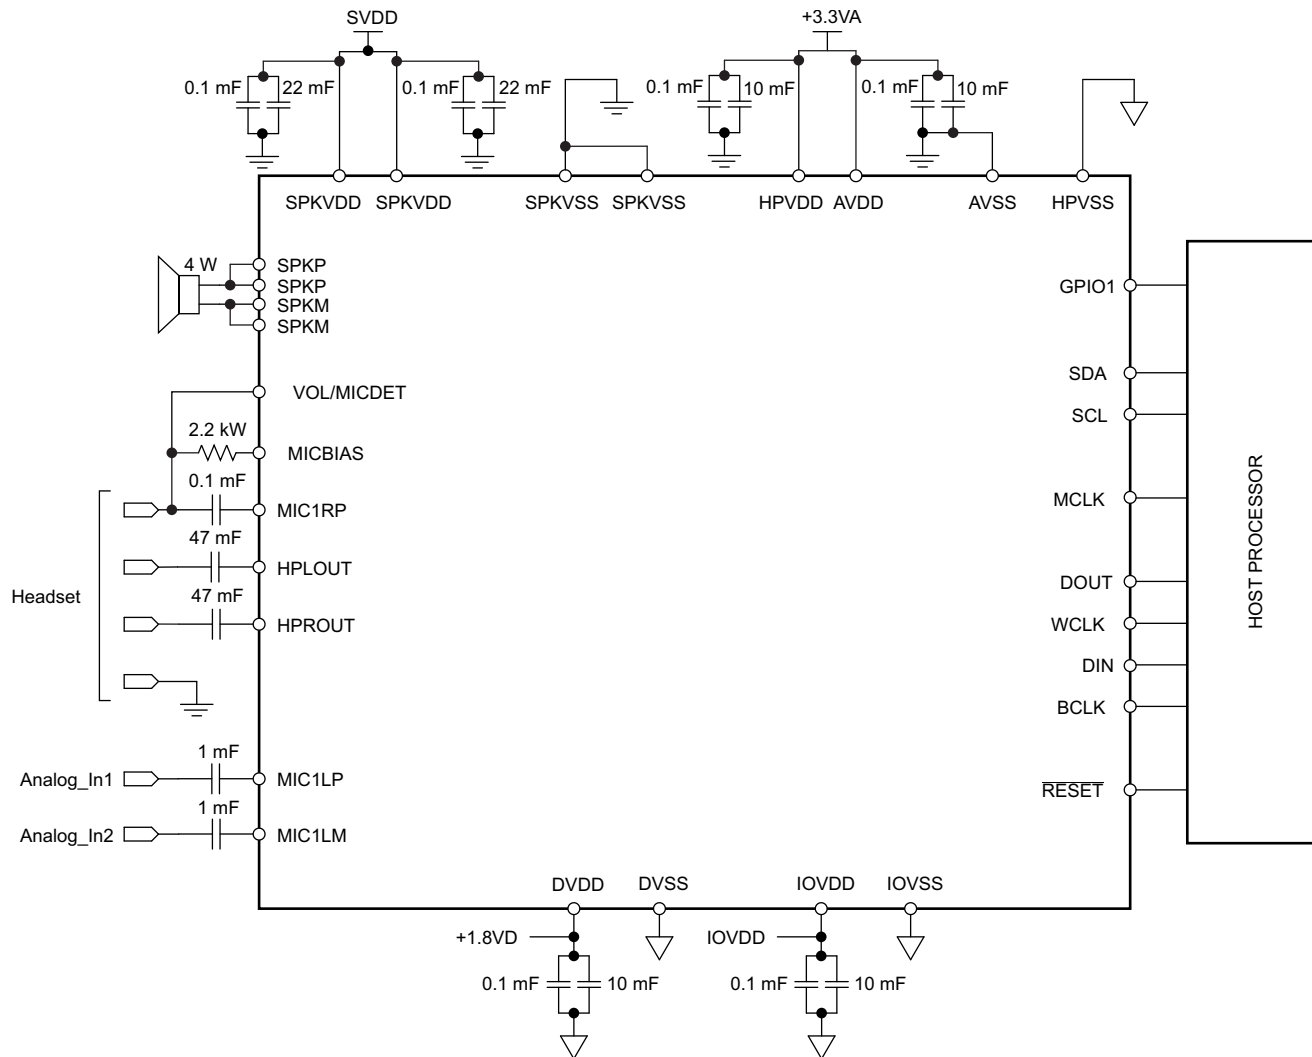 SVDD
+3.3VA
0.1 mF
22 mF
0.1 mF
22 mF
0.1 mF
10 mF
0.1 mF
10 mF
SPKVDD
SPKVDD
SPKVSS
SPKVSS
HPVDD
AVDD
AVSS
HPVSS
4 W
SPKP
SPKP
SPKM
SPKM
VOL/MICDET
2.2 kW
MICBIAS
0.1 mF
MIC1RP
47 mF
HPLOUT
47 mF
HPROUT
Headset
1 mF
Analog_In1
MIC1LP
1 mF
Analog_In2
MIC1LM
GPIO1
SDA
SCL
MCLK
DOUT
WCLK
DIN
BCLK
RESET
HOST PROCESSOR
DVDD
DVSS
IOVDD
IOVSS
+1.8VD
IOVDD
0.1 mF
10 mF
0.1 mF
10 mF